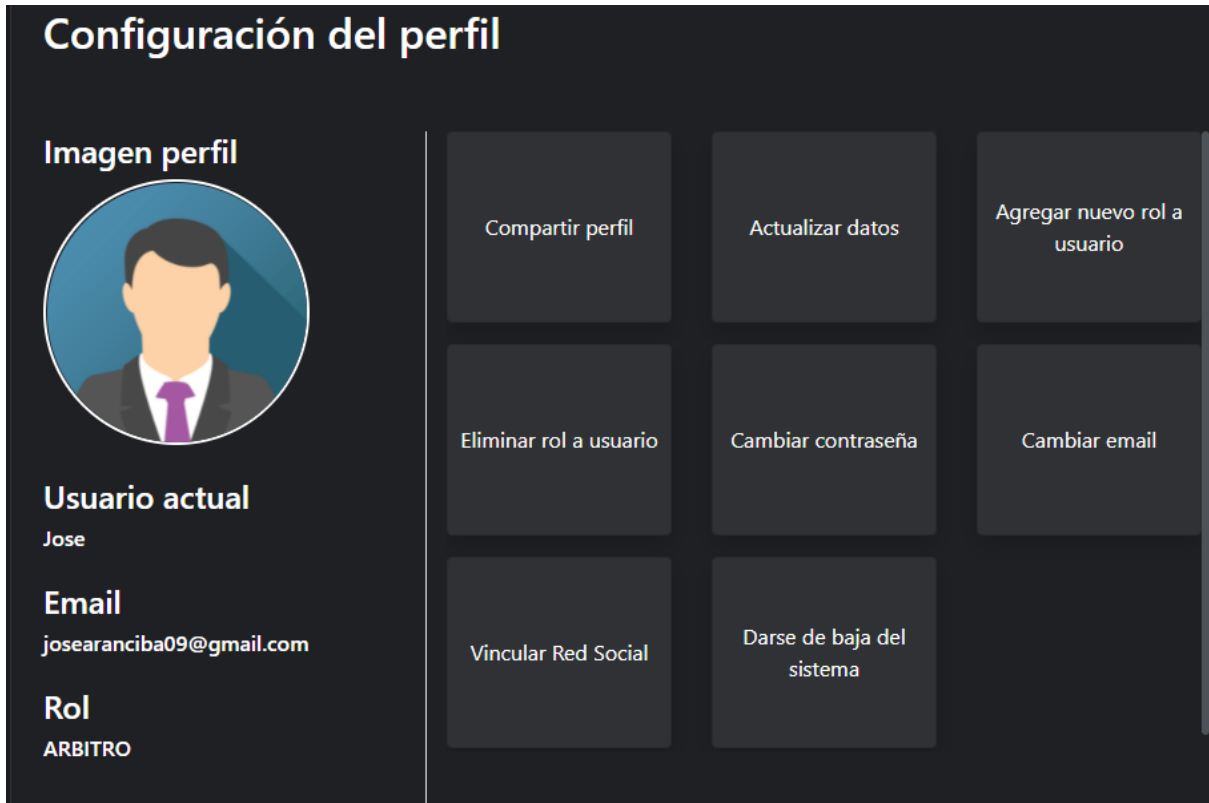 Configuración del perfil
Imagen perfil
Usuario actual
Jose
Email
josearanciba09@gmail.com
Rol
ARBITRO
Compartir perfil
Actualizar datos
Agregar nuevo rol a
usuario
Eliminar rol a usuario
Cambiar contraseña
Cambiar email
Vincular Red Social
Darse de baja del
sistema